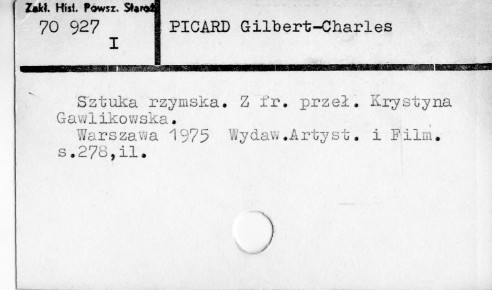 Zakł. Hist. Powsz. Staroż
70 927
I
PICARD Gilbert-Charles
Sztuka rzymska. Z fr. przeł. Krystyna
Gawlikowska.
Warszawa 1975 Wydaw.Artyst. i Film.
s.278,il.